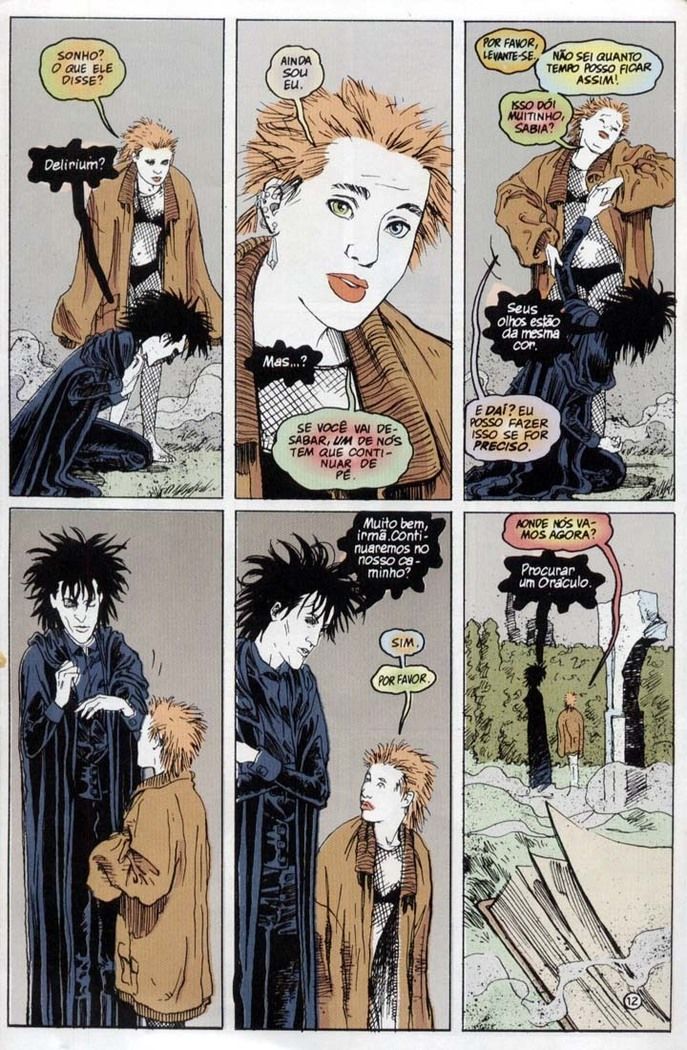 SONHO?
O QUE ELE
DISSE?
Delirium?
AINDA
SOU
EU.
Mas...?
SE VOCÊ VAI DE-
SABAR, UM DE NÓS
TEM QUE CONTI-
NUAR DE
PÉ.
POR FAVOR,
LEVANTE-SE.
NÃO SEI QUANTO
TEMPO POSSO FICAR
ASSIM!
ISSO DÓI
MUITINHO,
SABIA?
Seus
olhos estão
da mesma
cor.
E DAÍ? EU
POSSO FAZER
ISSO SE FOR
PRECISO.
Muito bem,
irmã. Conti-
nuaremos no
nosso ca-
minho?
SIM.
POR FAVOR.
AONDE NÓS VA-
MOS AGORA?
Procurar
um Oráculo.
12